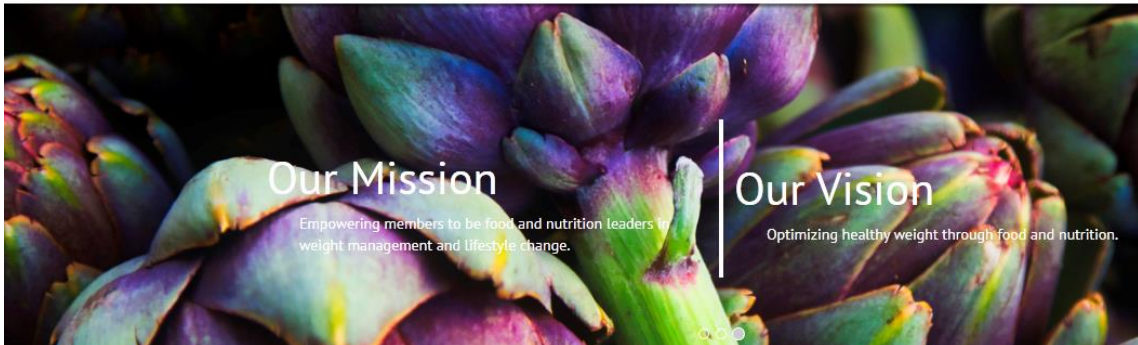 Our Mission
Empowering members to be food and nutrition leaders in
weight management and lifestyle change.
Our Vision
Optimizing healthy weight through food and nutrition.